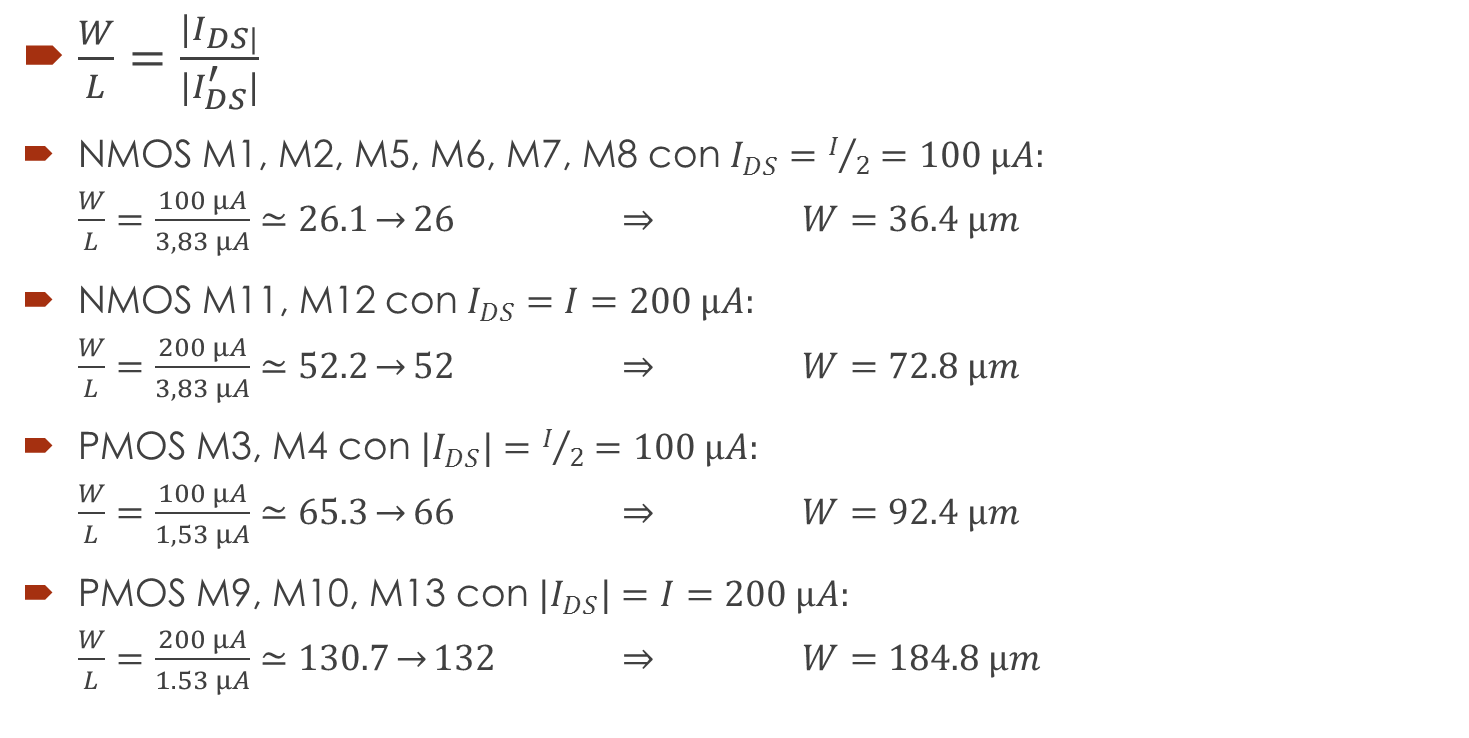 W/L = |I_DS|/|I'_DS|
NMOS M1, M2, M5, M6, M7, M8 con I_DS = I/2 = 100 µA:
W/L = 100 µA/3,83 µA ≃ 26.1 → 26 ⇒ W = 36.4 µm
NMOS M11, M12 con I_DS = I = 200 µA:
W/L = 200 µA/3,83 µA ≃ 52.2 → 52 ⇒ W = 72.8 µm
PMOS M3, M4 con |I_DS| = I/2 = 100 µA:
W/L = 100 µA/1,53 µA ≃ 65.3 → 66 ⇒ W = 92.4 µm
PMOS M9, M10, M13 con |I_DS| = I = 200 µA:
W/L = 200 µA/1.53 µA ≃ 130.7 → 132 ⇒ W = 184.8 µm